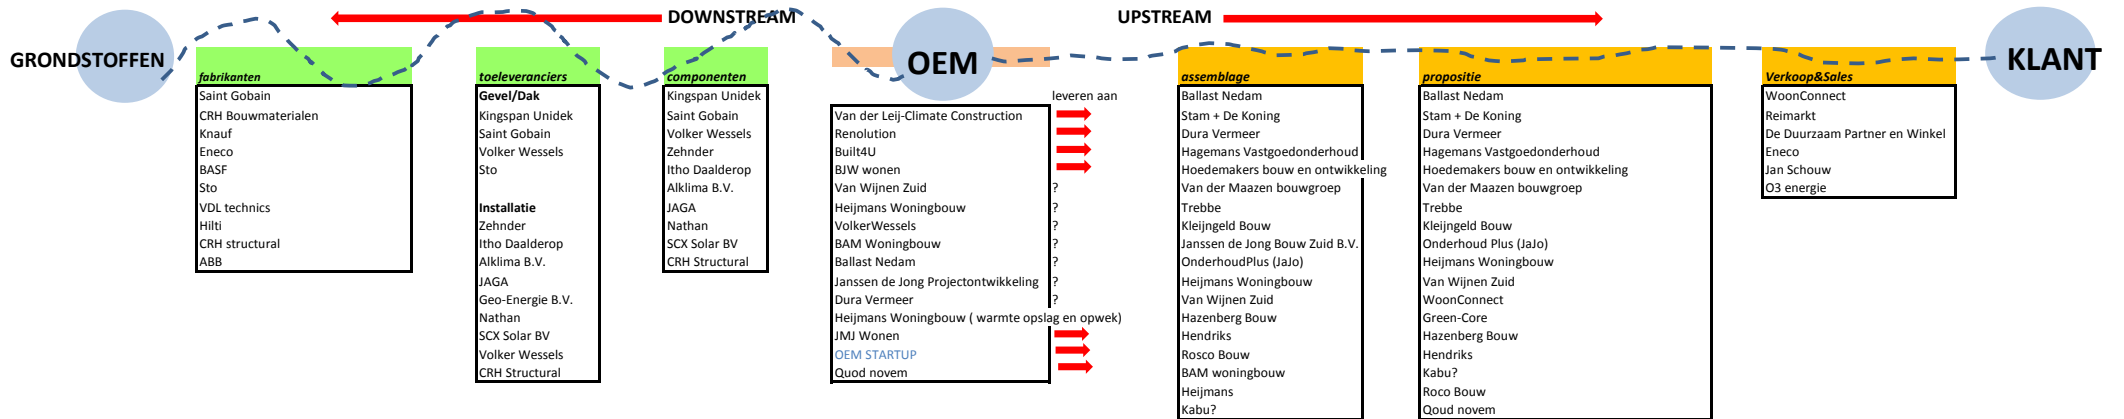 DOWNSTREAM
UPSTREAM
GRONDSTOFFEN
OEM
KLANT
fabrikanten
Saint Gobain
CRH Bouwmaterialen
Knauf
Eneco
BASF
Sto
VDL technics
Hilti
CRH structural
ABB
toeleveranciers
Gevel/Dak
Kingspan Unidek
Saint Gobain
Volker Wessels
Sto
Installatie
Zehnder
Itho Daalderop
Alklima B.V.
JAGA
Geo-Energie B.V.
Nathan
SCX Solar BV
Volker Wessels
CRH Structural
componenten
Kingspan Unidek
Saint Gobain
Volker Wessels
Zehnder
Itho Daalderop
Alklima B.V.
JAGA
Nathan
SCX Solar BV
CRH Structural
leveren aan
Van der Leij-Climate Construction
Renolution
Built4U
BJW wonen
Van Wijnen Zuid ?
Heijmans Woningbouw ?
VolkerWessels ?
BAM Woningbouw ?
Ballast Nedam ?
Janssen de Jong Projectontwikkeling ?
Dura Vermeer ?
Heijmans Woningbouw ( warmte opslag en opwek)
JMJ Wonen
OEM STARTUP
Quod novem
assemblage
Ballast Nedam
Stam + De Koning
Dura Vermeer
Hagemans Vastgoedonderhoud
Hoedemakers bouw en ontwikkeling
Van der Maazen bouwgroep
Trebbe
Kleijngeld Bouw
Janssen de Jong Bouw Zuid B.V.
OnderhoudPlus (JaJo)
Heijmans Woningbouw
Van Wijnen Zuid
Hazenberg Bouw
Hendriks
Rosco Bouw
BAM woningbouw
Heijmans
Kabu?
propositie
Ballast Nedam
Stam + De Koning
Dura Vermeer
Hagemans Vastgoedonderhoud
Hoedemakers bouw en ontwikkeling
Van der Maazen bouwgroep
Trebbe
Kleijngeld Bouw
Onderhoud Plus (JaJo)
Heijmans Woningbouw
Van Wijnen Zuid
WoonConnect
Green-Core
Hazenberg Bouw
Hendriks
Kabu?
Roco Bouw
Qoud novem
Verkoop&Sales
WoonConnect
Reimarkt
De Duurzaam Partner en Winkel
Eneco
Jan Schouw
O3 energie